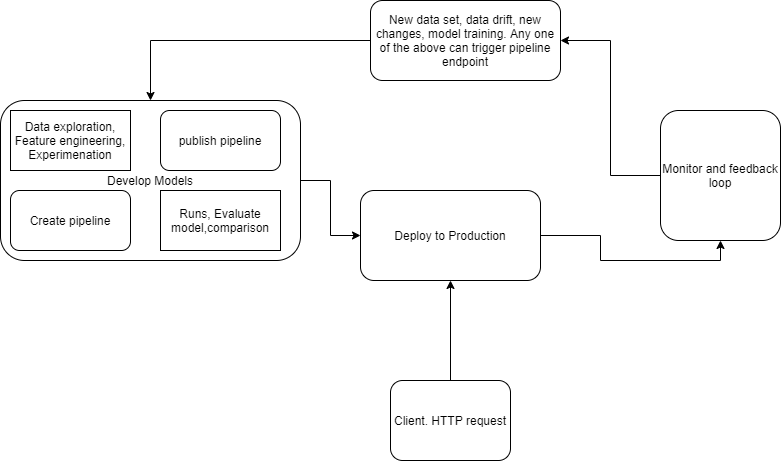 New data set, data drift, new
changes, model training. Any one
of the above can trigger pipeline
endpoint
Data exploration,
Feature engineering,
Experimenation
publish pipeline
Develop Models
Create pipeline
Runs, Evaluate
model,comparison
Deploy to Production
Monitor and feedback
loop
Client. HTTP request